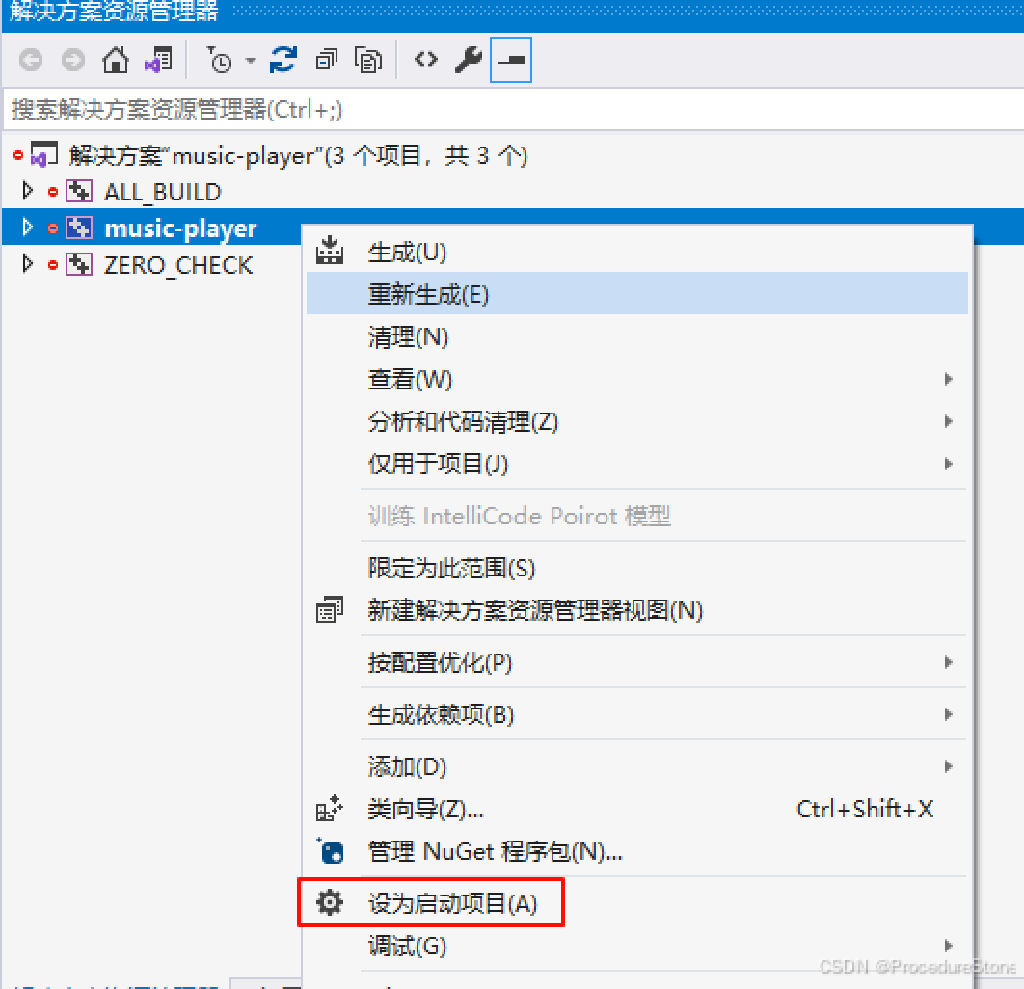 解决方案资源管理器
搜索解决方案资源管理器(Ctrl+;)
解决方案"music-player"(3 个项目，共 3 个)
ALL_BUILD
music-player
ZERO_CHECK
生成(U)
重新生成(E)
清理(N)
查看(W)
分析和代码清理(Z)
仅用于项目(J)
训练 IntelliCode Poirot 模型
限定为此范围(S)
新建解决方案资源管理器视图(N)
按配置优化(P)
生成依赖项(B)
添加(D)
类向导(Z)... Ctrl+Shift+X
管理 NuGet 程序包(N)...
设为启动项目(A)
调试(G)
CSDN @ProcedureStone